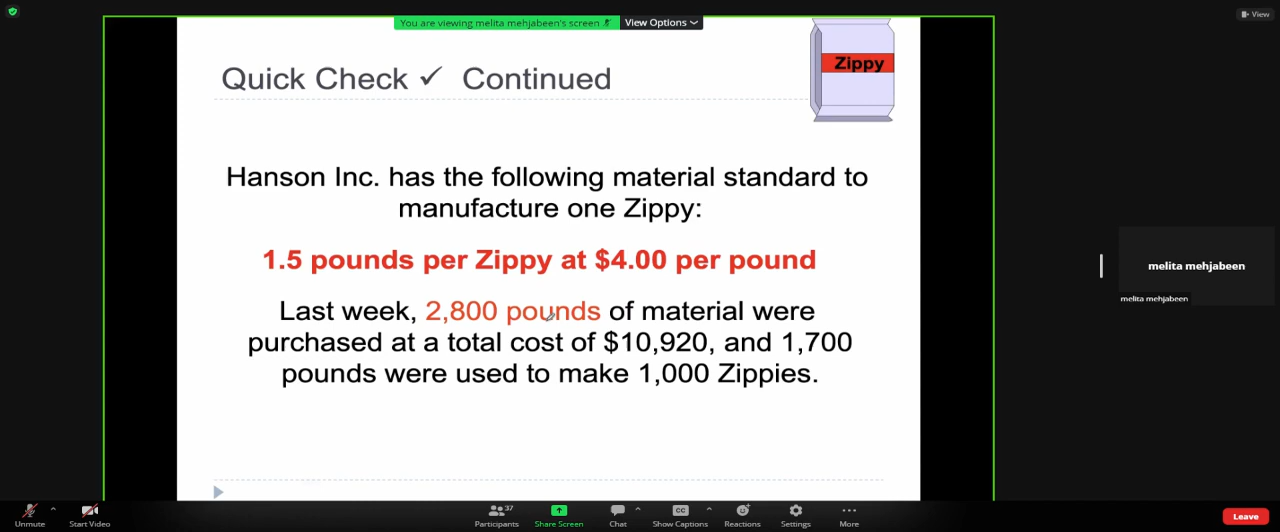 You are viewing melita mehjabeen's screen
View Options
View
Zippy
Quick Check ✓ Continued
Hanson Inc. has the following material standard to
manufacture one Zippy:
1.5 pounds per Zippy at $4.00 per pound
Last week, 2,800 pounds of material were
purchased at a total cost of $10,920, and 1,700
pounds were used to make 1,000 Zippies.
melita mehjabeen
melita mehjabeen
Unmute
Start Video
37
Participants
Share Screen
Chat
CC
Show Captions
Reactions
Settings
More
Leave